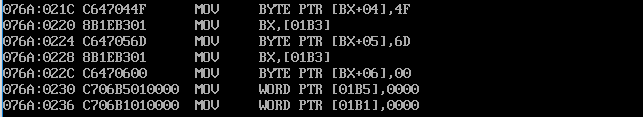 076A:021C C647044F MOV BYTE PTR [BX+04],4F
076A:0220 8B1EB301 MOV BX,[01B3]
076A:0224 C647056D MOV BYTE PTR [BX+05],6D
076A:0228 8B1EB301 MOV BX,[01B3]
076A:022C C6470600 MOV BYTE PTR [BX+06],00
076A:0230 C706B5010000 MOV WORD PTR [01B5],0000
076A:0236 C706B1010000 MOV WORD PTR [01B1],0000